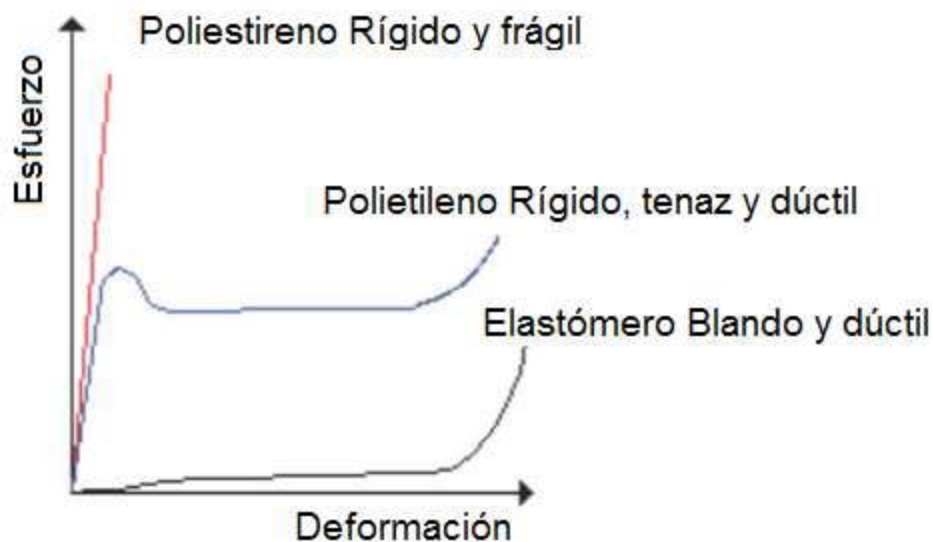 Poliestireno Rígido y frágil
Esfuerzo
Polietileno Rígido, tenaz y dúctil
Elastómero Blando y dúctil
Deformación